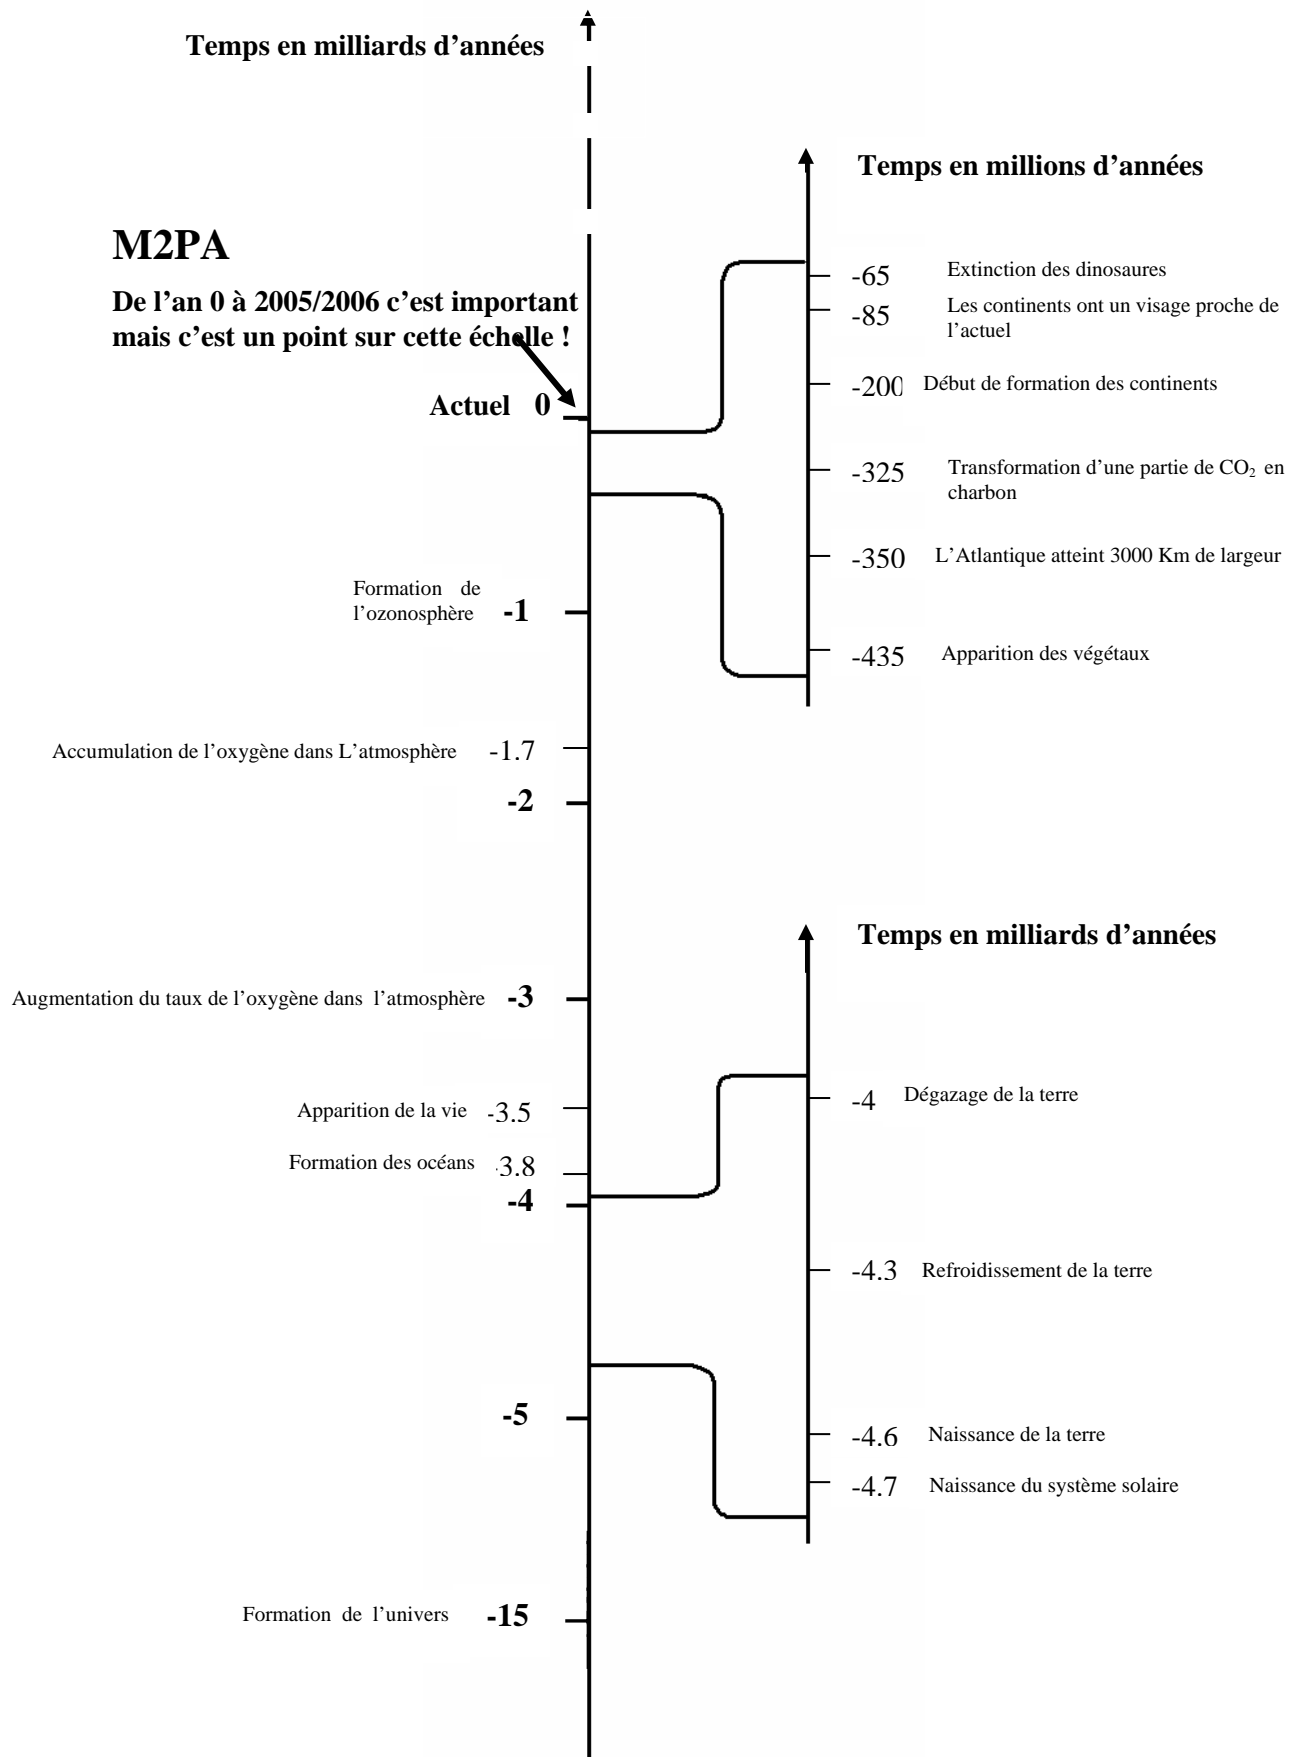 Temps en milliards d’années
Temps en millions d’années
M2PA
De l’an 0 à 2005/2006 c’est important
mais c’est un point sur cette échelle !
Actuel 0
-65 Extinction des dinosaures
-85 Les continents ont un visage proche de
l’actuel
-200 Début de formation des continents
-325 Transformation d’une partie de CO₂ en
charbon
-350 L’Atlantique atteint 3000 Km de largeur
-435 Apparition des végétaux
Formation de
l’ozonosphère -1
Accumulation de l’oxygène dans L’atmosphère -1.7
-2
Augmentation du taux de l’oxygène dans l’atmosphère -3
Apparition de la vie -3.5
Formation des océans -3.8
-4
-5
Formation de l’univers -15
Temps en milliards d’années
-4 Dégazage de la terre
-4.3 Refroidissement de la terre
-4.6 Naissance de la terre
-4.7 Naissance du système solaire